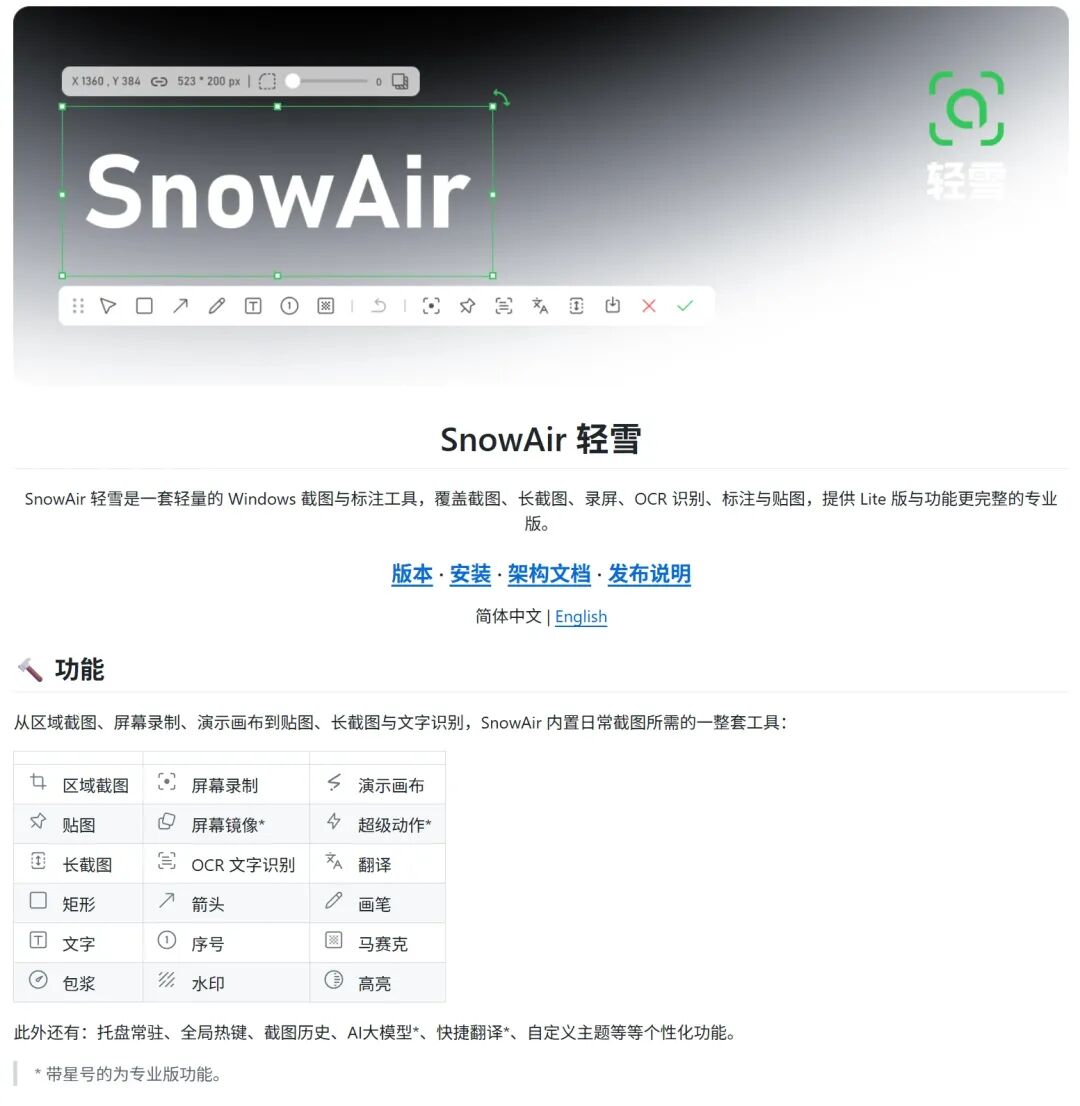 X 1360 , Y 384 523 * 200 px | 0
轻雪
SnowAir
T 1
SnowAir 轻雪
SnowAir 轻雪是一套轻量的 Windows 截图与标注工具，覆盖截图、长截图、录屏、OCR 识别、标注与贴图，提供 Lite 版与功能更完整的专业
版。
版本 · 安装 · 架构文档 · 发布说明
简体中文 | English
功能
从区域截图、屏幕录制、演示画布到贴图、长截图与文字识别，SnowAir 内置日常截图所需的一整套工具：
区域截图 屏幕录制 演示画布
贴图 屏幕镜像* 超级动作*
长截图 OCR 文字识别 翻译
矩形 箭头 画笔
文字 序号 马赛克
包浆 水印 高亮
此外还有：托盘常驻、全局热键、截图历史、AI大模型*、快捷翻译*、自定义主题等等个性化功能。
* 带星号的为专业版功能。